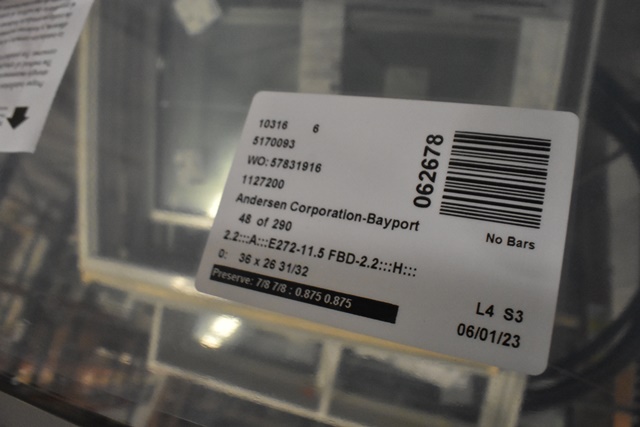 10316 6
5170093
WO: 57831916
1127200
Andersen Corporation-Bayport
48 of 290
2.2:::A:::E272-11.5 FBD-2.2:::H:::
0: 36 x 26 31/32
Preserve: 7/8 7/8 : 0.875 0.875
062678
No Bars
L4 S3
06/01/23